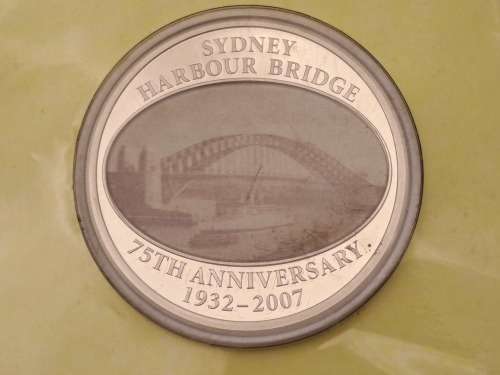 SYDNEY
HARBOUR BRIDGE
75TH ANNIVERSARY
1932–2007